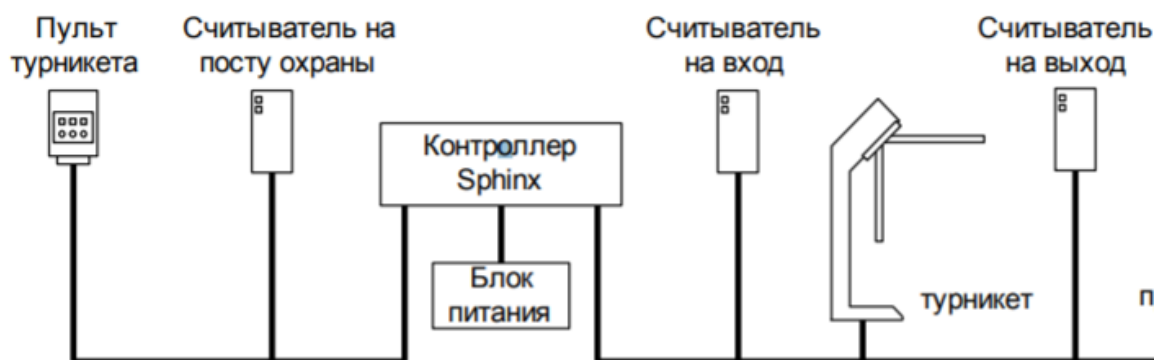 Пульт
турникета
Считыватель на
посту охраны
Контроллер
Sphinx
Блок
питания
Считыватель
на вход
турникет
Считыватель
на выход
п